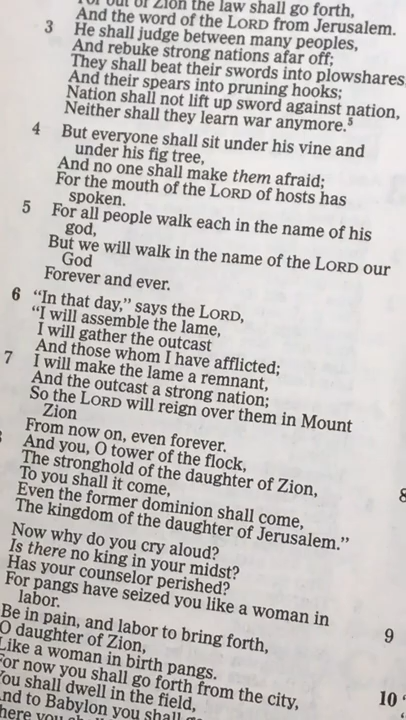 out of Zion the law shall go forth,
And the word of the LORD from Jerusalem.
3 He shall judge between many peoples,
And rebuke strong nations afar off;
They shall beat their swords into plowshares
And their spears into pruning hooks;
Nation shall not lift up sword against nation,
Neither shall they learn war anymore.⁵
4 But everyone shall sit under his vine and
under his fig tree,
And no one shall make them afraid;
For the mouth of the LORD of hosts has
spoken.
5 For all people walk each in the name of his
god,
But we will walk in the name of the LORD our
God
Forever and ever.
6 “In that day,” says the LORD,
“I will assemble the lame,
I will gather the outcast
And those whom I have afflicted;
7 I will make the lame a remnant,
And the outcast a strong nation;
So the LORD will reign over them in Mount
Zion
From now on, even forever.
And you, O tower of the flock,
The stronghold of the daughter of Zion,
To you shall it come,
Even the former dominion shall come,
The kingdom of the daughter of Jerusalem.”
Now why do you cry aloud?
Is there no king in your midst?
Has your counselor perished?
For pangs have seized you like a woman in
labor.
Be in pain, and labor to bring forth,
O daughter of Zion,
Like a woman in birth pangs.
For now you shall go forth from the city,
You shall dwell in the field,
And to Babylon you shall
8
9
10